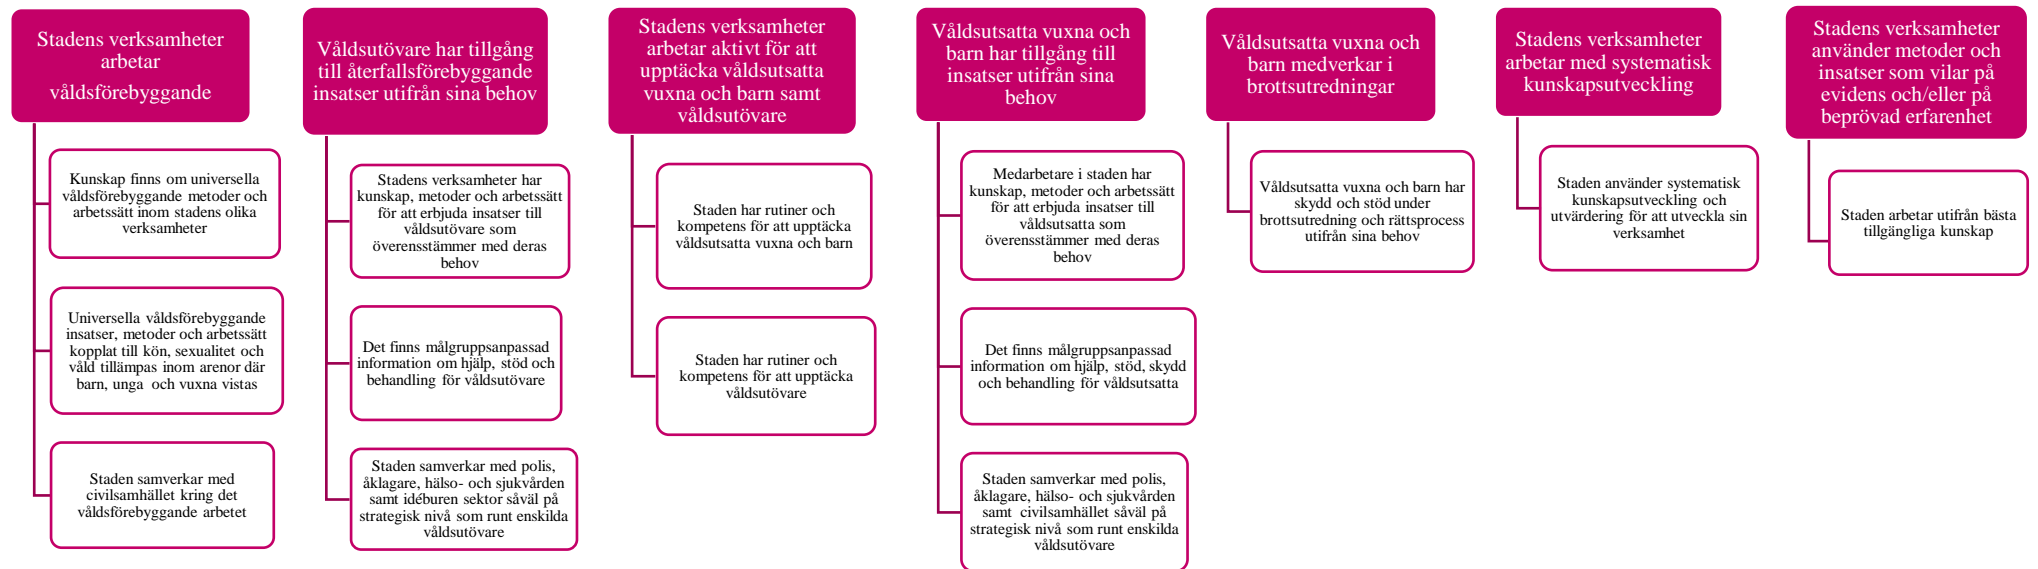 Stadens verksamheter
arbetar
våldsförebyggande
Kunskap finns om universella
våldsförebyggande metoder och
arbetssätt inom stadens olika
verksamheter
Universella våldsförebyggande
insatser, metoder och arbetssätt
kopplat till kön, sexualitet och
våld tillämpas inom arenor där
barn, unga och vuxna vistas
Staden samverkar med
civilsamhället kring det
våldsförebyggande arbetet
Våldsutövare har tillgång
till återfallsförebyggande
insatser utifrån sina behov
Stadens verksamheter har
kunskap, metoder och arbetssätt
för att erbjuda insatser till
våldsutövare som
överensstämmer med deras
behov
Det finns målgruppsanpassad
information om hjälp, stöd och
behandling för våldsutövare
Staden samverkar med polis,
åklagare, hälso- och sjukvården
samt idéburen sektor såväl på
strategisk nivå som runt enskilda
våldsutövare
Stadens verksamheter
arbetar aktivt för att
upptäcka våldsutsatta
vuxna och barn samt
våldsutövare
Staden har rutiner och
kompetens för att upptäcka
våldsutsatta vuxna och barn
Staden har rutiner och
kompetens för att upptäcka
våldsutövare
Våldsutsatta vuxna och
barn har tillgång till
insatser utifrån sina
behov
Medarbetare i staden har
kunskap, metoder och arbetssätt
för att erbjuda insatser till
våldsutsatta som
överensstämmer med deras
behov
Det finns målgruppsanpassad
information om hjälp, stöd, skydd
och behandling för våldsutsatta
Staden samverkar med polis,
åklagare, hälso- och sjukvården
samt civilsamhället såväl på
strategisk nivå som runt enskilda
våldsutövare
Våldsutsatta vuxna och
barn medverkar i
brottsutredningar
Våldsutsatta vuxna och barn har
skydd och stöd under
brottsutredning och rättsprocess
utifrån sina behov
Stadens verksamheter
arbetar med systematisk
kunskapsutveckling
Staden använder systematisk
kunskapsutveckling och
utvärdering för att utveckla sin
verksamhet
Stadens verksamheter
använder metoder och
insatser som vilar på
evidens och/eller på
beprövad erfarenhet
Staden arbetar utifrån bästa
tillgängliga kunskap